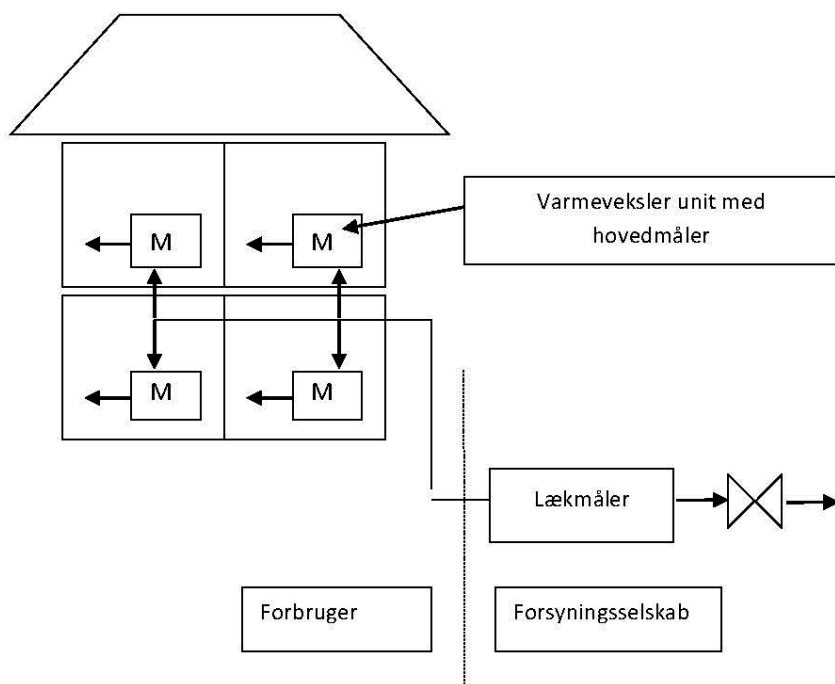 Varmeveksler unit med
hovedmåler
M
M
M
M
Lækmåler
Forbruger
Forsyningsselskab